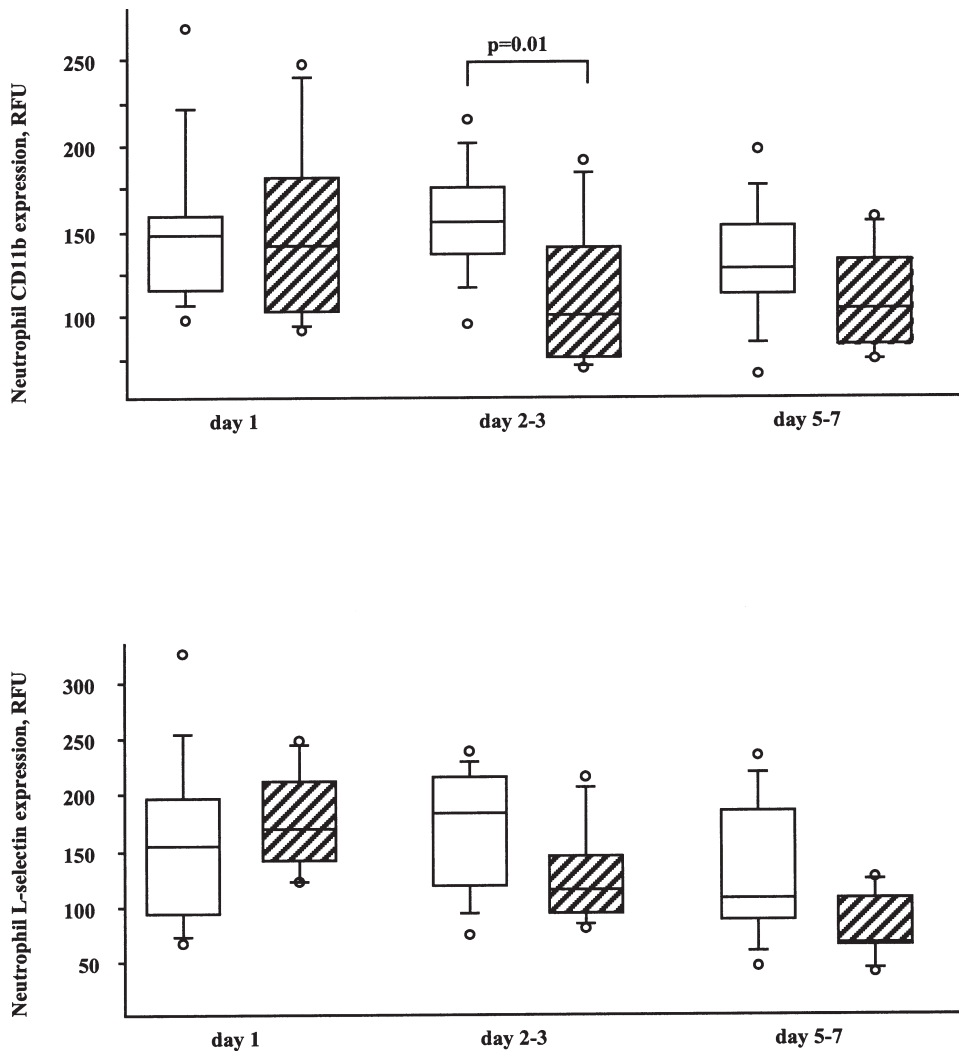 Neutrophil CD11b expression, RFU
250
200
150
100
p=0.01
day 1
day 2-3
day 5-7
Neutrophil L-selectin expression, RFU
300
250
200
150
100
50
day 1
day 2-3
day 5-7